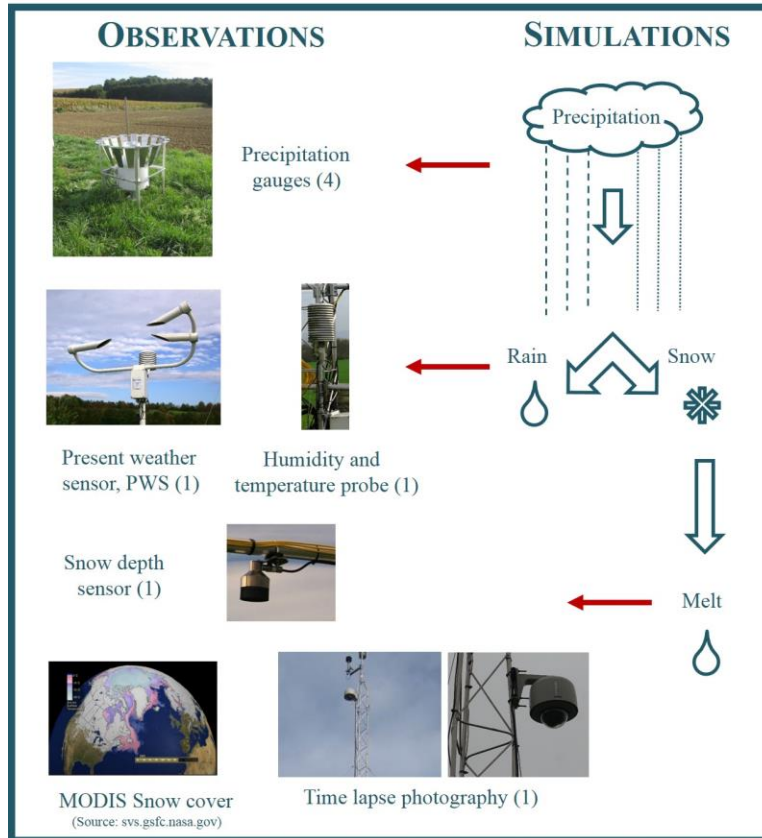 OBSERVATIONS
SIMULATIONS
Precipitation
Precipitation
gauges (4)
Rain
Snow
Present weather
sensor, PWS (1)
Humidity and
temperature probe (1)
Snow depth
sensor (1)
Melt
MODIS Snow cover
(Source: svs.gsfc.nasa.gov)
Time lapse photography (1)